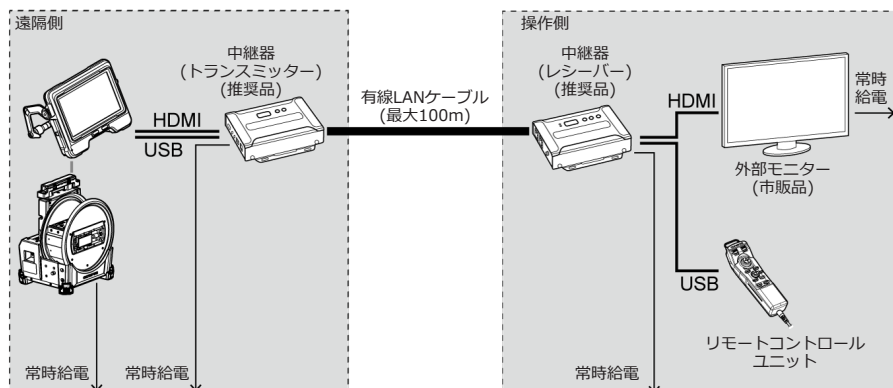 遠隔側
中継器
(トランスミッター)
(推奨品)
HDMI
USB
常時給電
常時給電
有線LANケーブル
(最大100m)
操作側
中継器
(レシーバー)
(推奨品)
HDMI
常時
給電
外部モニター
(市販品)
USB
リモートコントロール
ユニット
常時給電